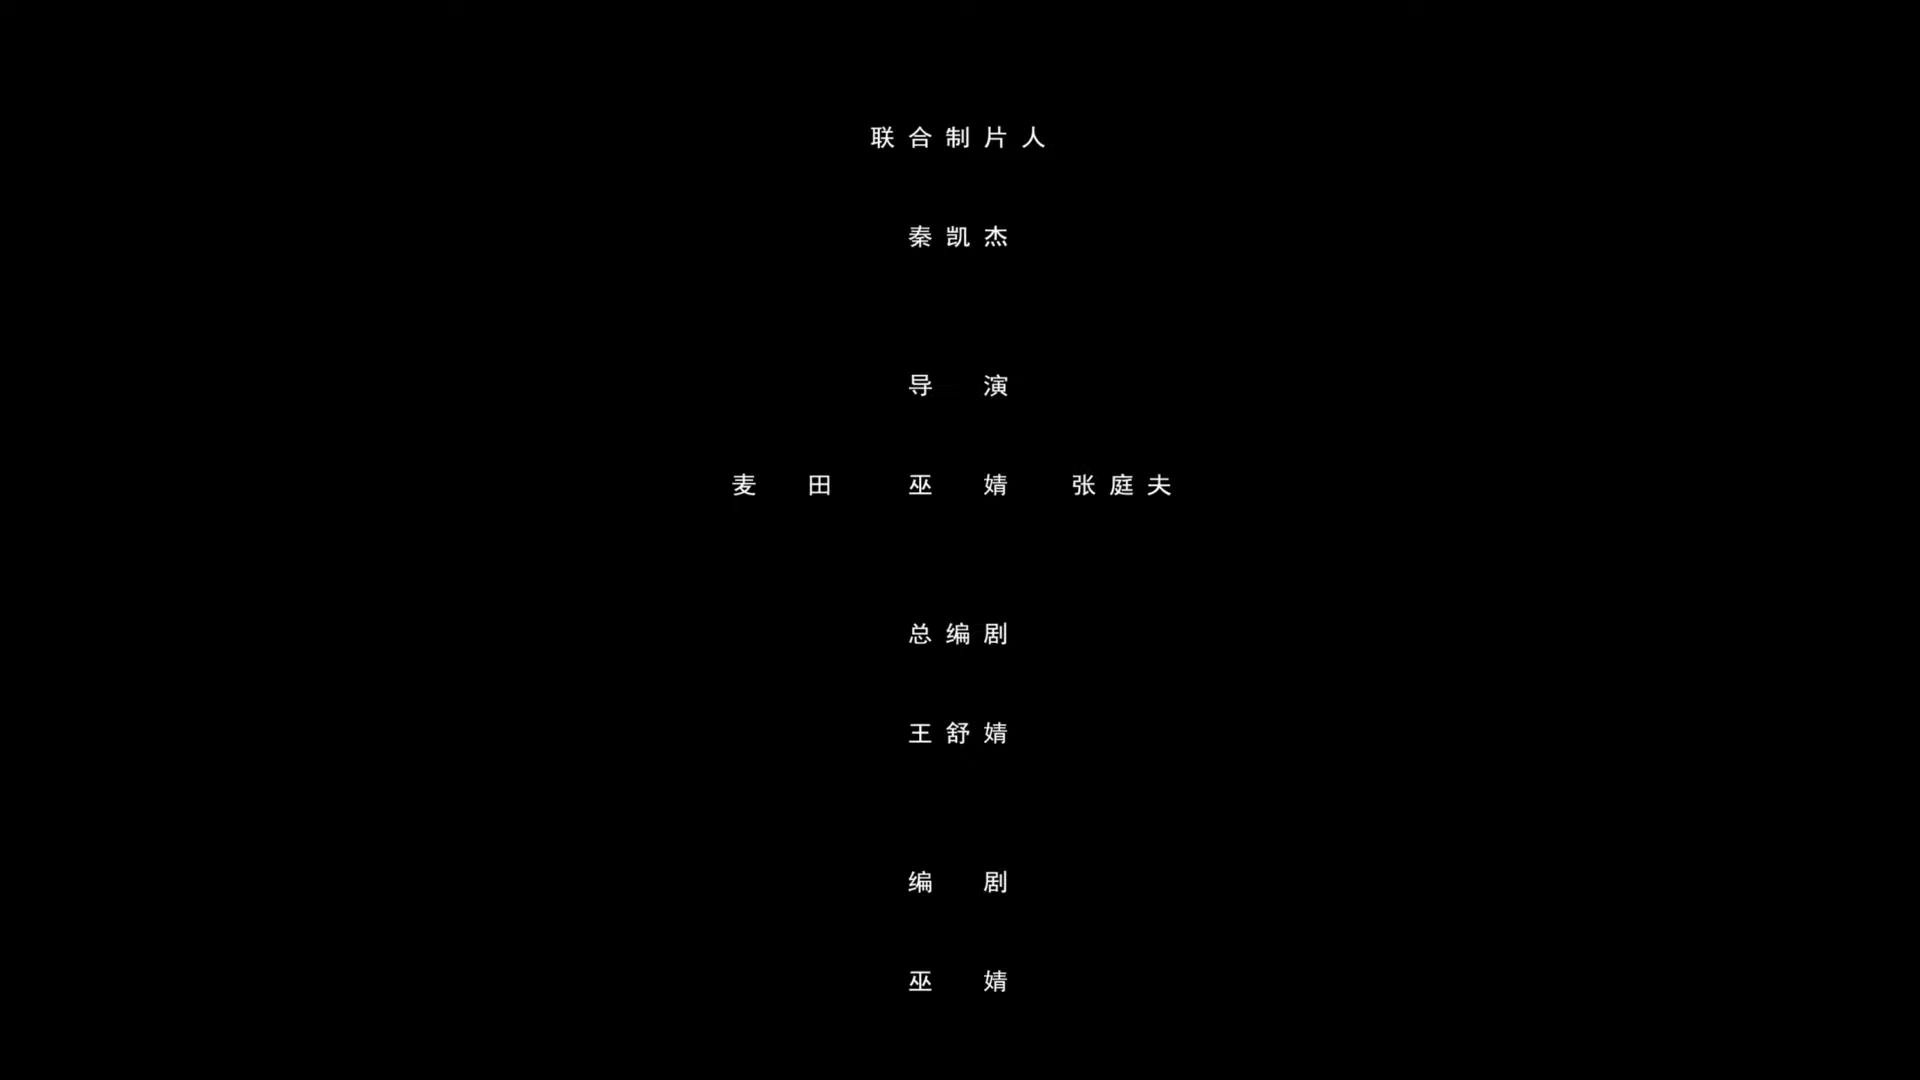 联合制片人
秦凯杰
导 演
麦 田 巫 婧 张庭夫
总编剧
王舒婧
编 剧
巫 婧